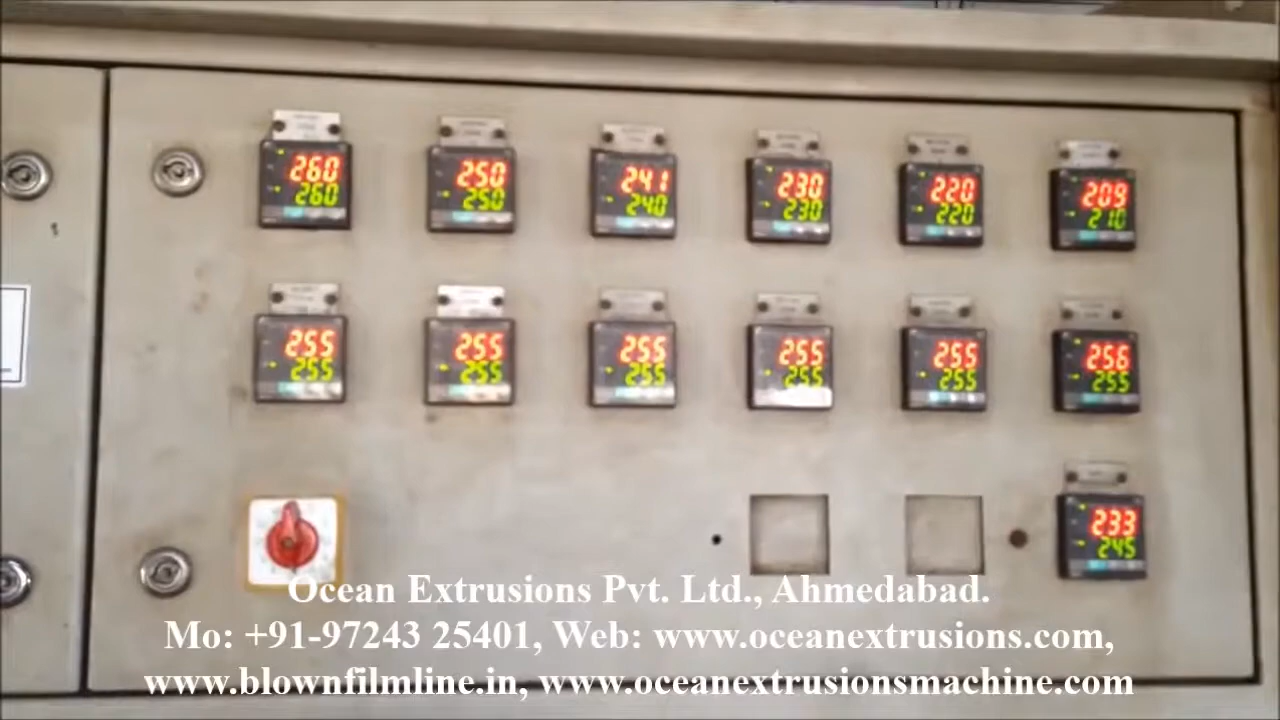 260 250 241 230 220 209
260 250 240 230 220 210
255 255 255 255 255 256
255 255 255 255 255 255
233
245
Ocean Extrusions Pvt. Ltd., Ahmedabad.
Mo: +91-97243 25401, Web: www.oceanextrusions.com,
www.blownfilmline.in, www.oceanextrusionsmachine.com